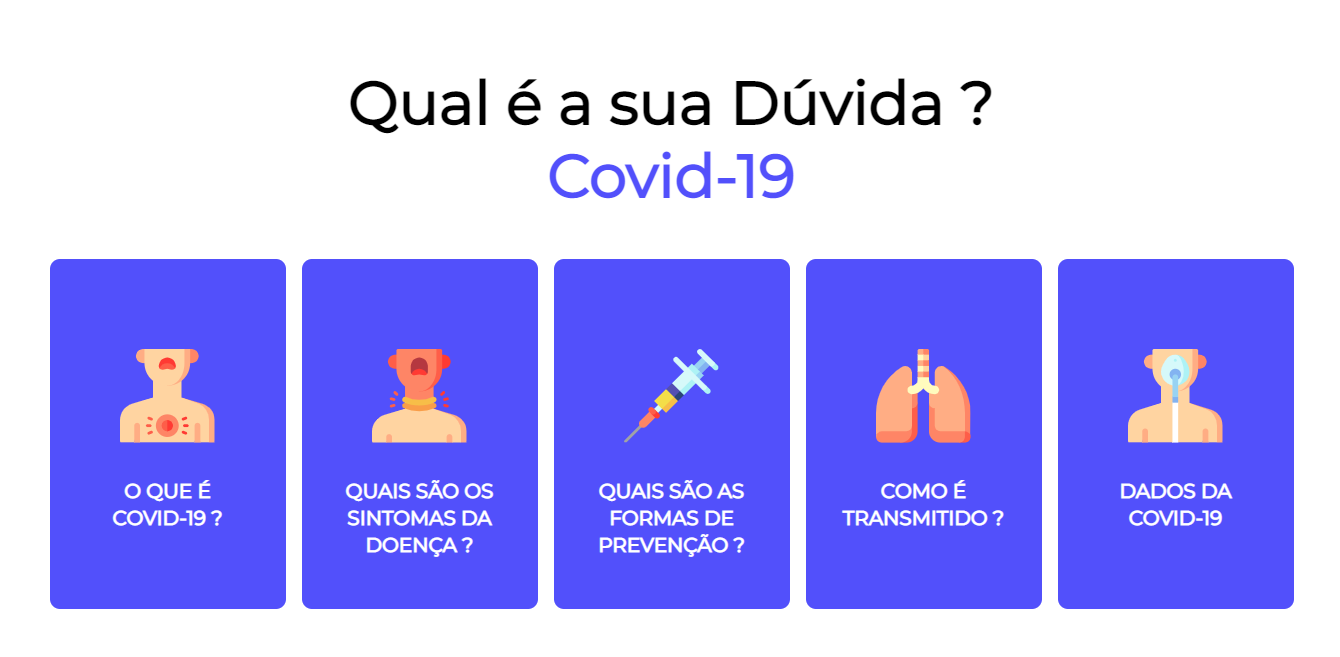 Qual é a sua Dúvida ?
Covid-19
O QUE É
COVID-19 ?
QUAIS SÃO OS
SINTOMAS DA
DOENÇA ?
QUAIS SÃO AS
FORMAS DE
PREVENÇÃO ?
COMO É
TRANSMITIDO ?
DADOS DA
COVID-19